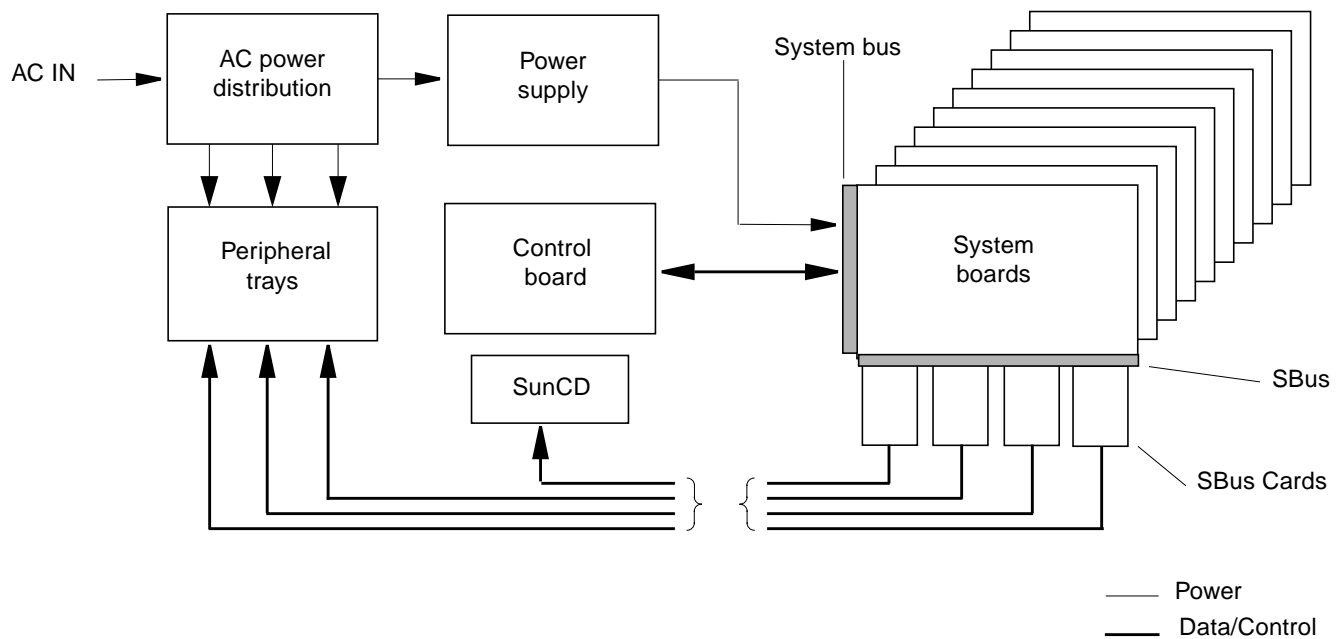 AC IN
AC power
distribution
Power
supply
System bus
Peripheral
trays
Control
board
System
boards
SunCD
SBus
SBus Cards
Power
Data/Control